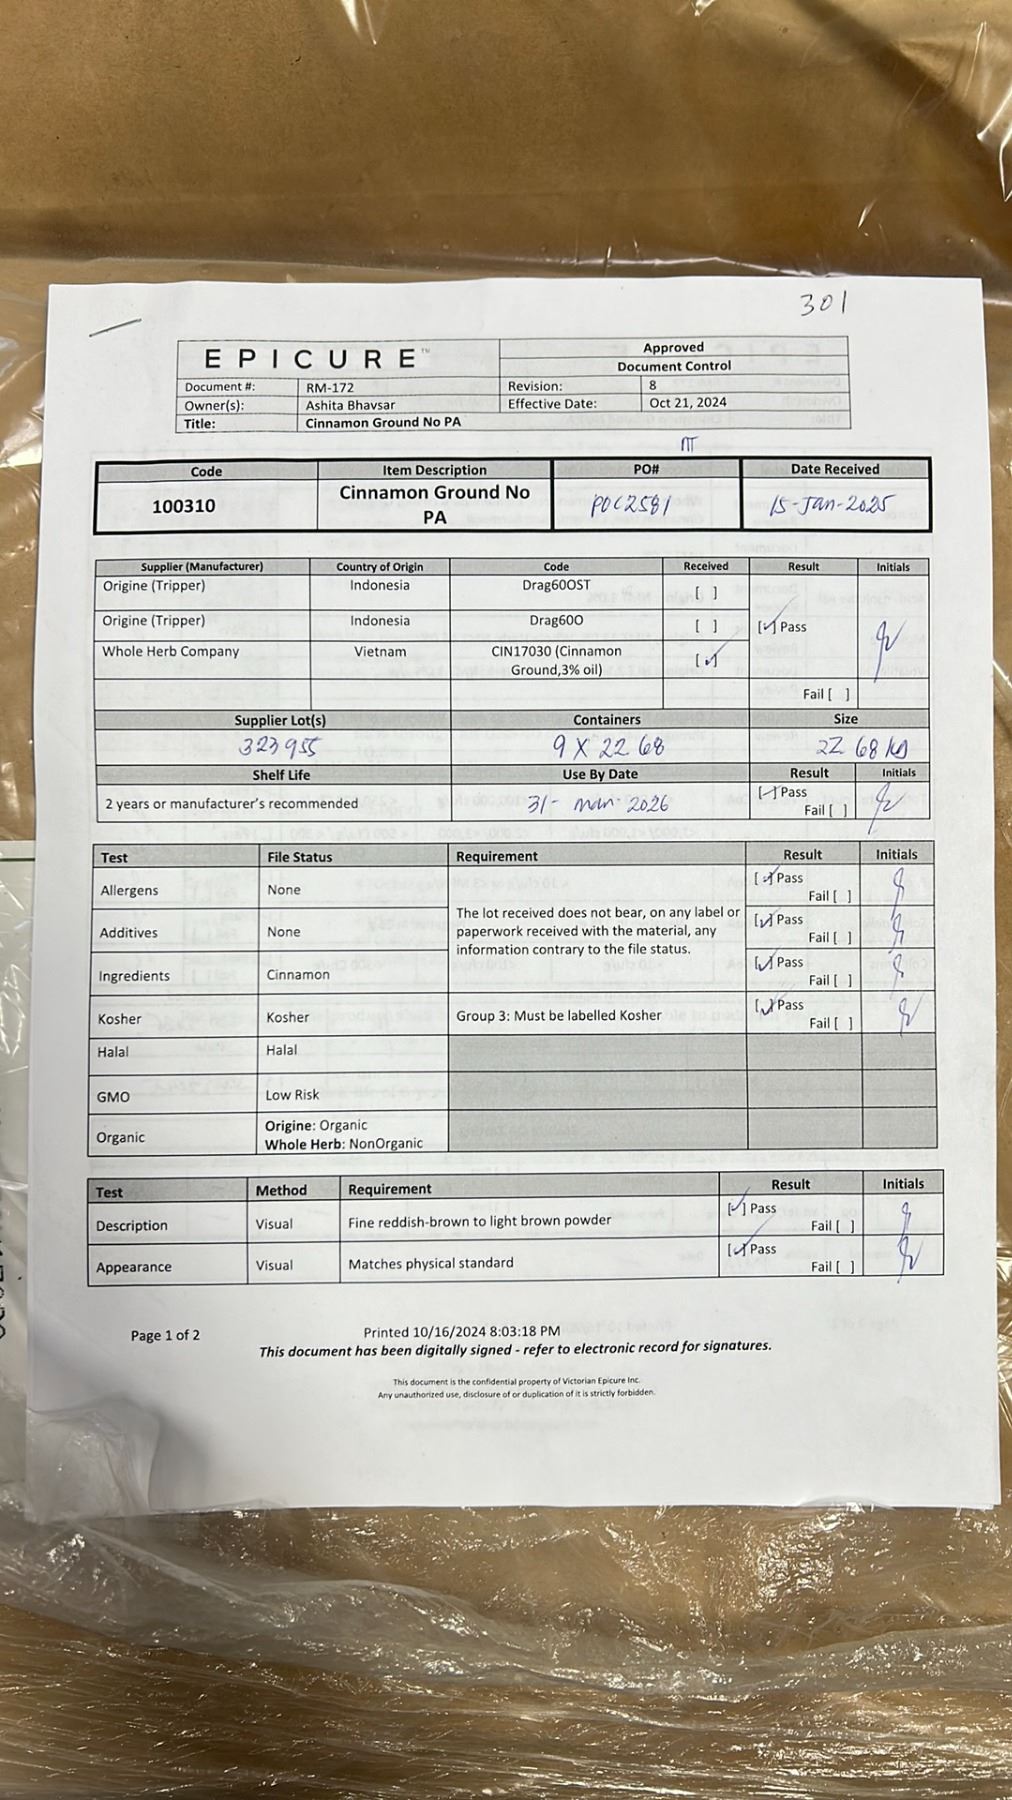 301
EPICURE™
Approved
Document Control
Document #: RM-172 Revision: 8
Owner(s): Ashita Bhavsar Effective Date: Oct 21, 2024
Title: Cinnamon Ground No PA
Code Item Description PO# Date Received
100310 Cinnamon Ground No PA POC2581 15-Jan-2025
Supplier (Manufacturer) Country of Origin Code Received Result Initials
Origine (Tripper) Indonesia Drag60OST [ ]
Origine (Tripper) Indonesia Drag60O [ ] [✓] Pass
Whole Herb Company Vietnam CIN17030 (Cinnamon Ground,3% oil) [✓]
Fail [ ]
Supplier Lot(s) Containers Size
323955 9 X 22 68 22 68 kg
Shelf Life Use By Date Result Initials
2 years or manufacturer's recommended 31- mar- 2026 [✓] Pass
Fail [ ]
Test File Status Requirement Result Initials
Allergens None [✓] Pass
Fail [ ]
The lot received does not bear, on any label or
paperwork received with the material, any
information contrary to the file status.
Additives None [✓] Pass
Fail [ ]
Ingredients Cinnamon [✓] Pass
Fail [ ]
Kosher Kosher Group 3: Must be labelled Kosher [✓] Pass
Fail [ ]
Halal Halal
GMO Low Risk
Organic Origine: Organic
Whole Herb: NonOrganic
Test Method Requirement Result Initials
Description Visual Fine reddish-brown to light brown powder [✓] Pass
Fail [ ]
Appearance Visual Matches physical standard [✓] Pass
Fail [ ]
Page 1 of 2 Printed 10/16/2024 8:03:18 PM
This document has been digitally signed - refer to electronic record for signatures.
This document is the confidential property of Victorian Epicure Inc.
Any unauthorized use, disclosure of or duplication of it is strictly forbidden.